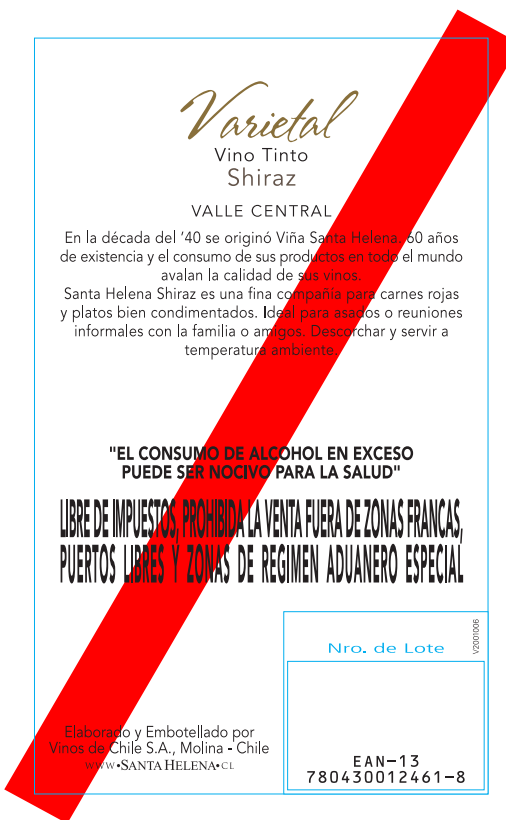 Varietal
Vino Tinto
Shiraz
VALLE CENTRAL
En la década del '40 se originó Viña Santa Helena. 60 años
de existencia y el consumo de sus productos en todo el mundo
avalan la calidad de sus vinos.
Santa Helena Shiraz es una fina compañía para carnes rojas
y platos bien condimentados. Ideal para asados o reuniones
informales con la familia o amigos. Descorchar y servir a
temperatura ambiente.
"EL CONSUMO DE ALCOHOL EN EXCESO
PUEDE SER NOCIVO PARA LA SALUD"
LIBRE DE IMPUESTOS, PROHIBIDA LA VENTA FUERA DE ZONAS FRANCAS,
PUERTOS LIBRES Y ZONAS DE REGIMEN ADUANERO ESPECIAL
Nro. de Lote
V2001006
Elaborado y Embotellado por
Vinos de Chile S.A., Molina - Chile
WWW•SANTA HELENA•CL
EAN-13
780430012461-8